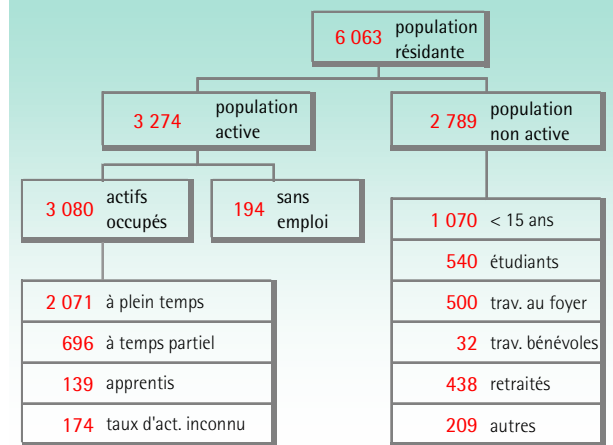 6 063 population résidante
3 274 population active
2 789 population non active
3 080 actifs occupés
194 sans emploi
1 070 < 15 ans
540 étudiants
500 trav. au foyer
32 trav. bénévoles
438 retraités
209 autres
2 071 à plein temps
696 à temps partiel
139 apprentis
174 taux d'act. inconnu